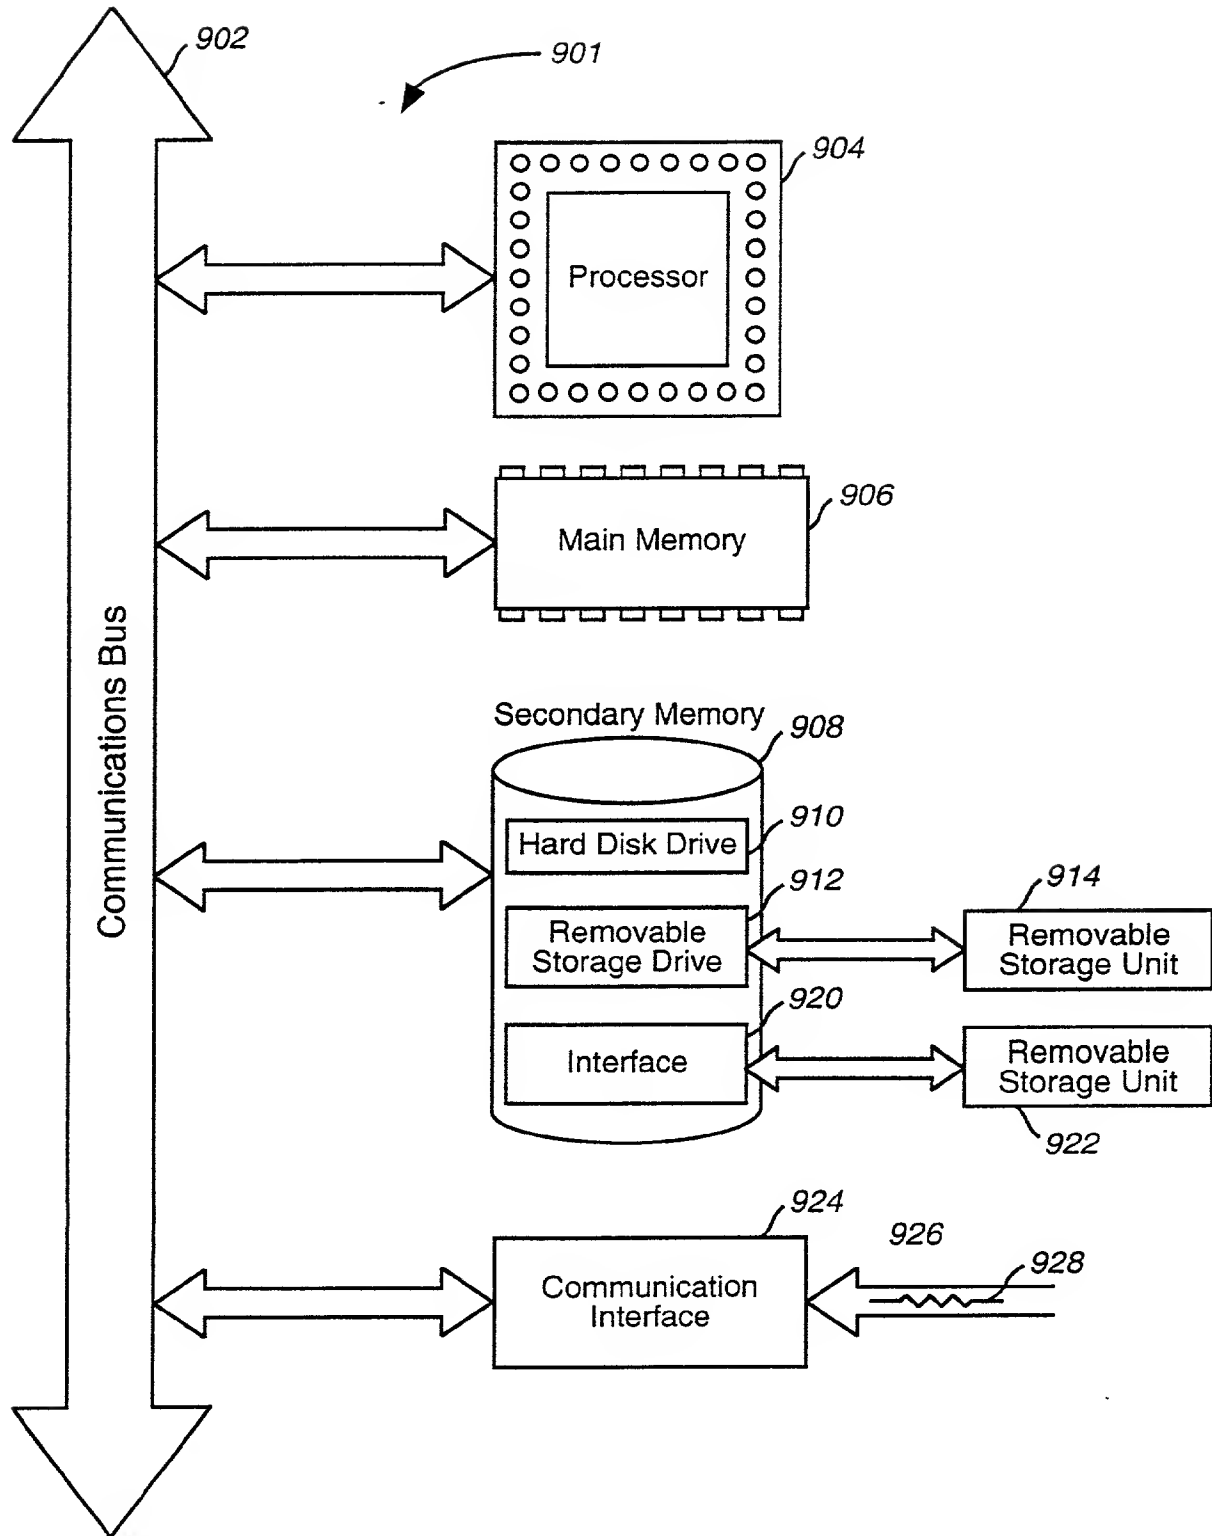 902
901
904
Processor
906
Main Memory
Communications Bus
Secondary Memory
908
910
Hard Disk Drive
912
914
Removable
Storage Drive
Removable
Storage Unit
920
Interface
Removable
Storage Unit
922
924
926
928
Communication
Interface